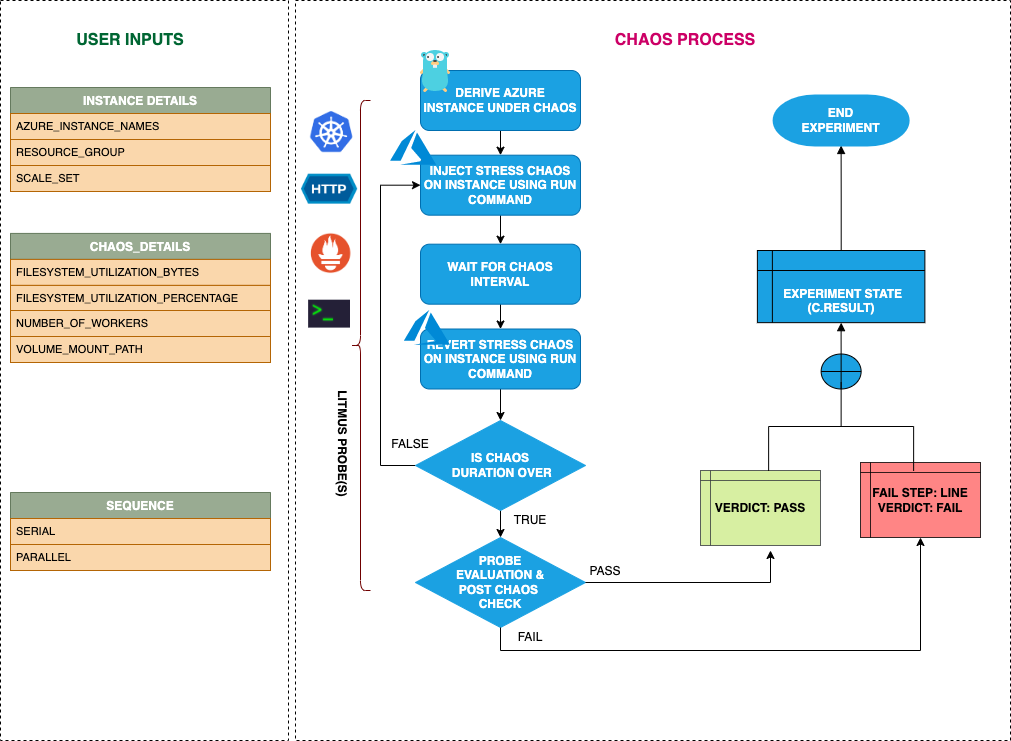 USER INPUTS
INSTANCE DETAILS
AZURE_INSTANCE_NAMES
RESOURCE_GROUP
SCALE_SET
CHAOS_DETAILS
FILESYSTEM_UTILIZATION_BYTES
FILESYSTEM_UTILIZATION_PERCENTAGE
NUMBER_OF_WORKERS
VOLUME_MOUNT_PATH
SEQUENCE
SERIAL
PARALLEL
CHAOS PROCESS
HTTP
>_
LITMUS PROBE(S)
DERIVE AZURE
INSTANCE UNDER CHAOS
INJECT STRESS CHAOS
ON INSTANCE USING RUN
COMMAND
WAIT FOR CHAOS
INTERVAL
REVERT STRESS CHAOS
ON INSTANCE USING RUN
COMMAND
FALSE
IS CHAOS
DURATION OVER
TRUE
PROBE
EVALUATION &
POST CHAOS
CHECK
PASS
FAIL
VERDICT: PASS
FAIL STEP: LINE
VERDICT: FAIL
EXPERIMENT STATE
(C.RESULT)
END
EXPERIMENT